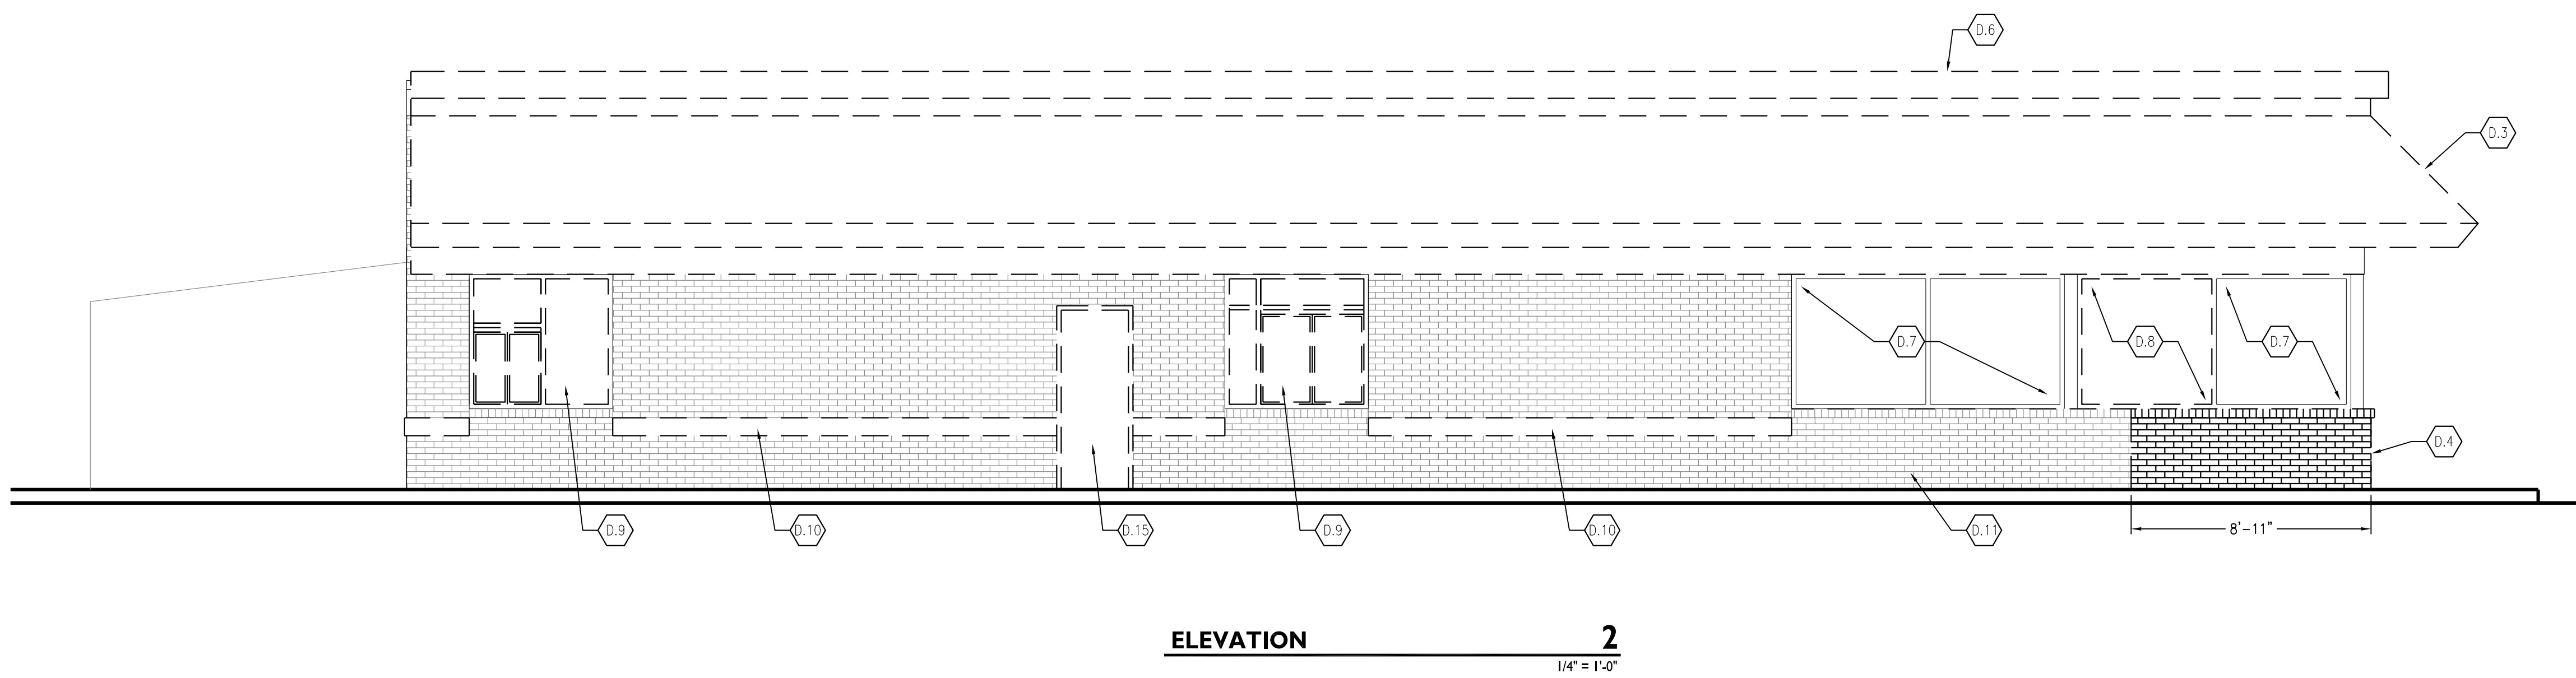 D.6
D.3
D.7
D.8
D.7
D.4
D.9
D.10
D.15
D.9
D.10
D.11
8'-11"
ELEVATION 2
1/4" = 1'-0"